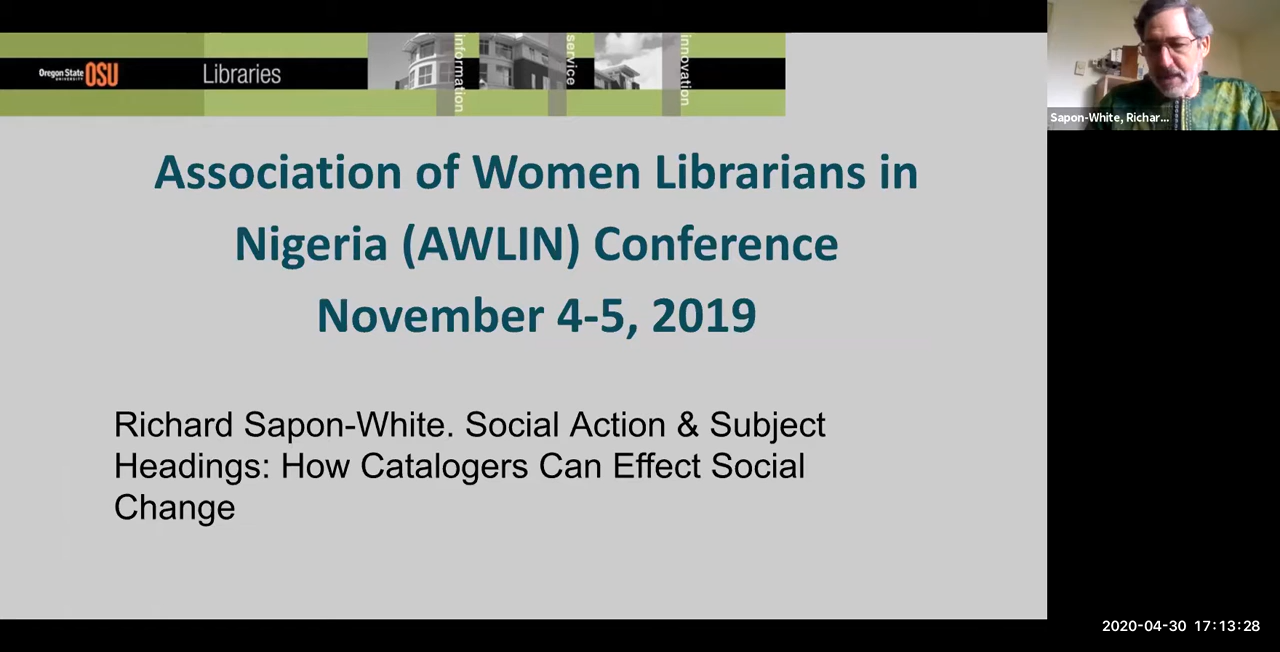 Oregon State
UNIVERSITY
OSU
Libraries
information
service
innovation
Sapon-White, Richar...
Association of Women Librarians in
Nigeria (AWLIN) Conference
November 4-5, 2019
Richard Sapon-White. Social Action & Subject
Headings: How Catalogers Can Effect Social
Change
2020-04-30 17:13:28